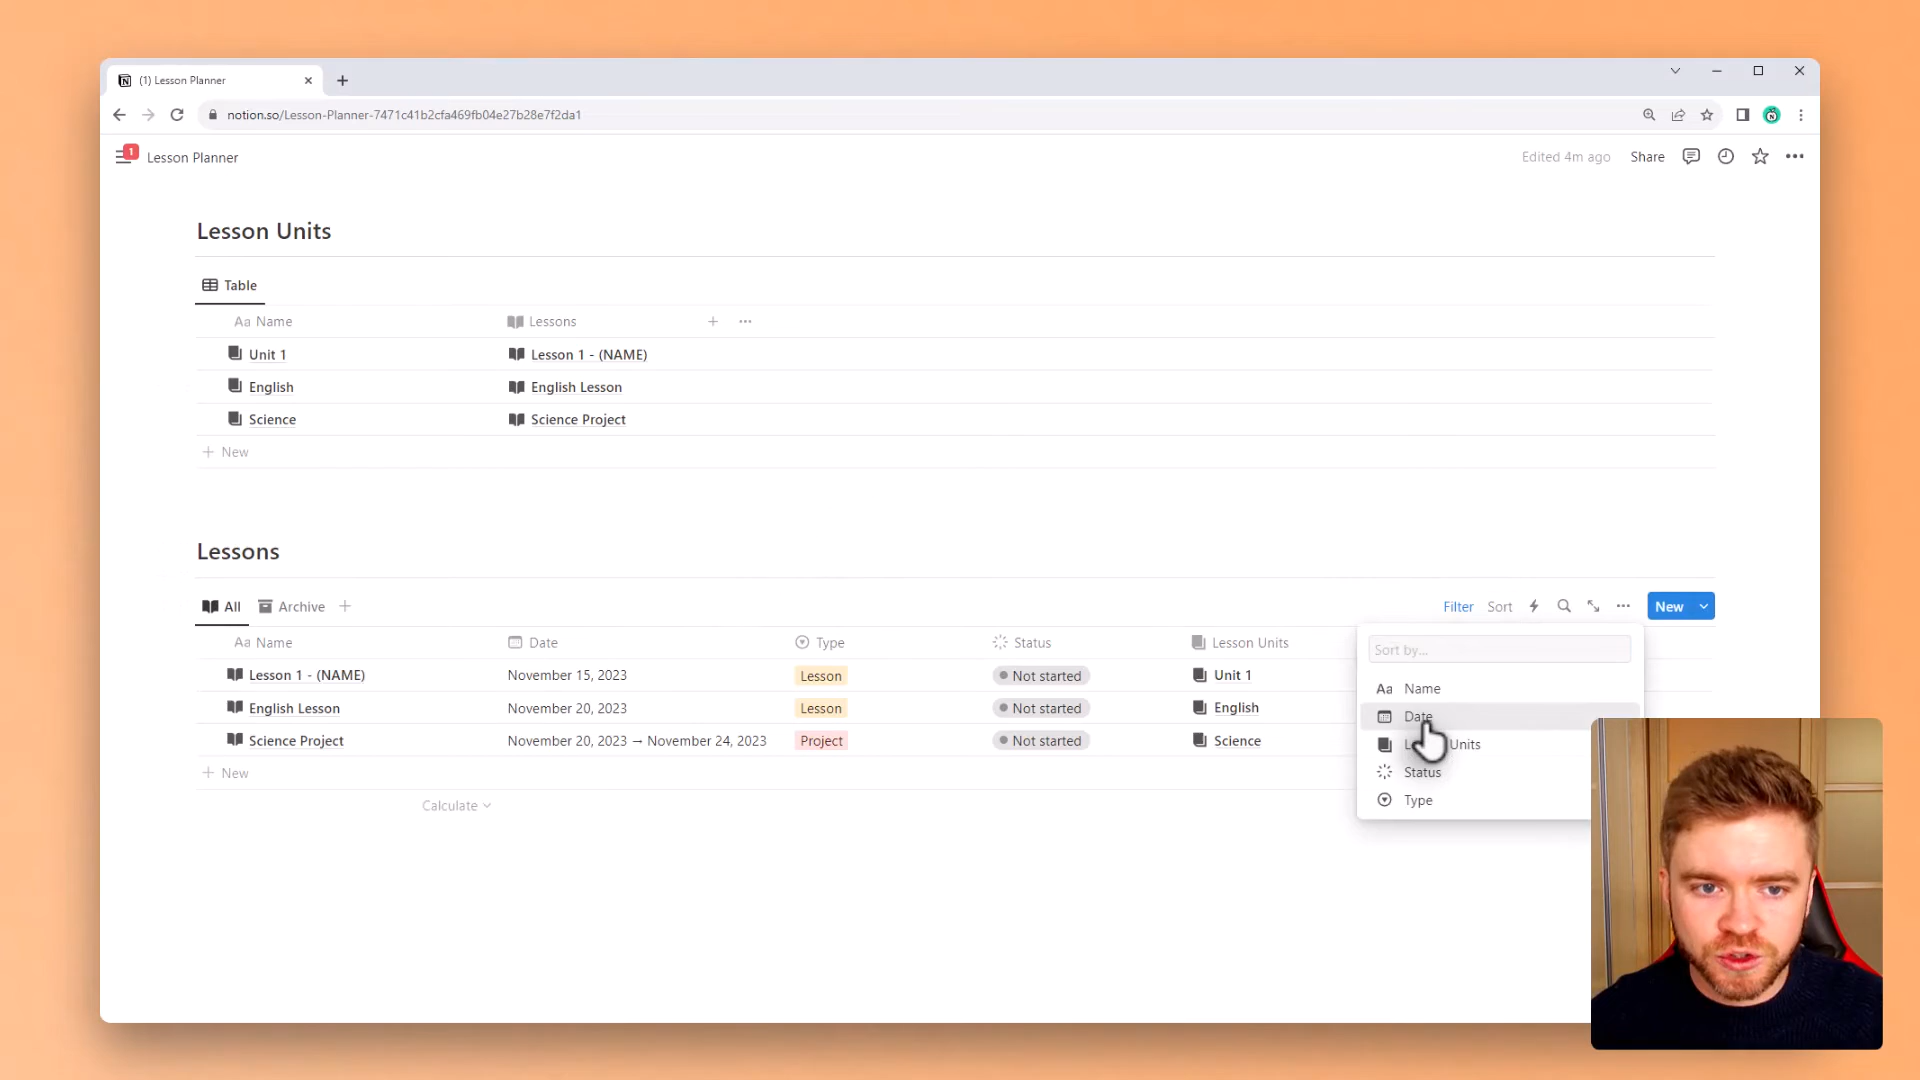 (1) Lesson Planner
notion.so/Lesson-Planner-7471c41b2cfa469fb04e27b28e7f2da1
1
Lesson Planner
Edited 4m ago
Share
Lesson Units
Table
Aa Name
Lessons
Unit 1
Lesson 1 - (NAME)
English
English Lesson
Science
Science Project
New
Lessons
All
Archive
Filter
Sort
New
Aa Name
Date
Type
Status
Lesson Units
Lesson 1 - (NAME)
November 15, 2023
Lesson
Not started
Unit 1
English Lesson
November 20, 2023
Lesson
Not started
English
Science Project
November 20, 2023 → November 24, 2023
Project
Not started
Science
New
Calculate
Sort by...
Aa Name
Date
Units
Status
Type